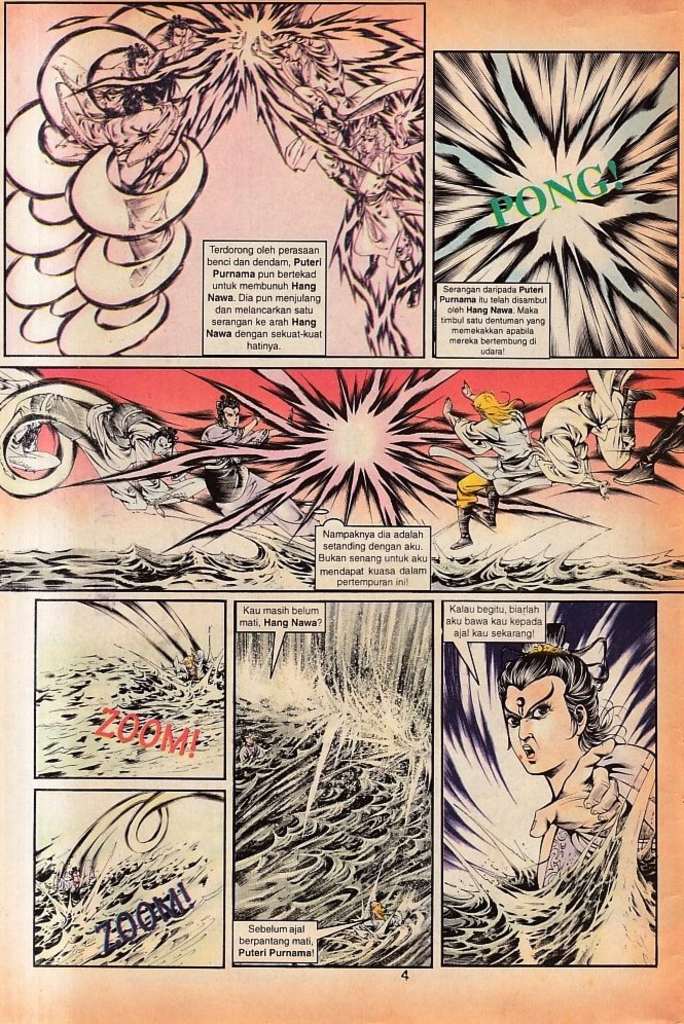 Terdorong oleh perasaan
benci dan dendam, Puteri
Purnama pun bertekad
untuk membunuh Hang
Nawa. Dia pun menjulang
dan melancarkan satu
serangan ke arah Hang
Nawa dengan sekuat-kuat
hatinya.
PONG!
Serangan daripada Puteri
Purnama itu telah disambut
oleh Hang Nawa. Maka
timbul satu dentuman yang
memekakkan apabila
mereka bertembung di
udara!
Nampaknya dia adalah
setanding dengan aku.
Bukan senang untuk aku
mendapat kuasa dalam
pertempuran ini!
ZOOM!
ZOOM!
Kau masih belum
mati, Hang Nawa?
Sebelum ajal
berpantang mati,
Puteri Purnama!
Kalau begitu, biarlah
aku bawa kau kepada
ajal kau sekarang!
4